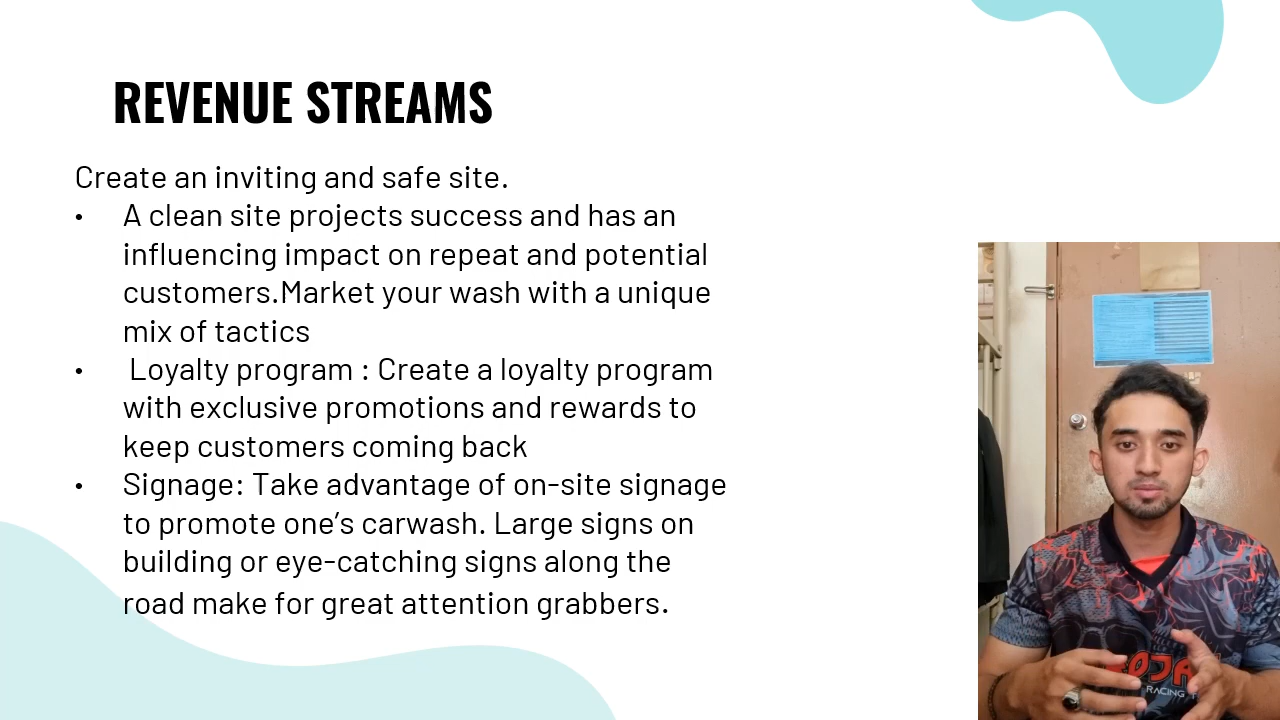 REVENUE STREAMS
Create an inviting and safe site.
• A clean site projects success and has an
influencing impact on repeat and potential
customers.Market your wash with a unique
mix of tactics
• Loyalty program : Create a loyalty program
with exclusive promotions and rewards to
keep customers coming back
• Signage: Take advantage of on-site signage
to promote one’s carwash. Large signs on
building or eye-catching signs along the
road make for great attention grabbers.
RACING